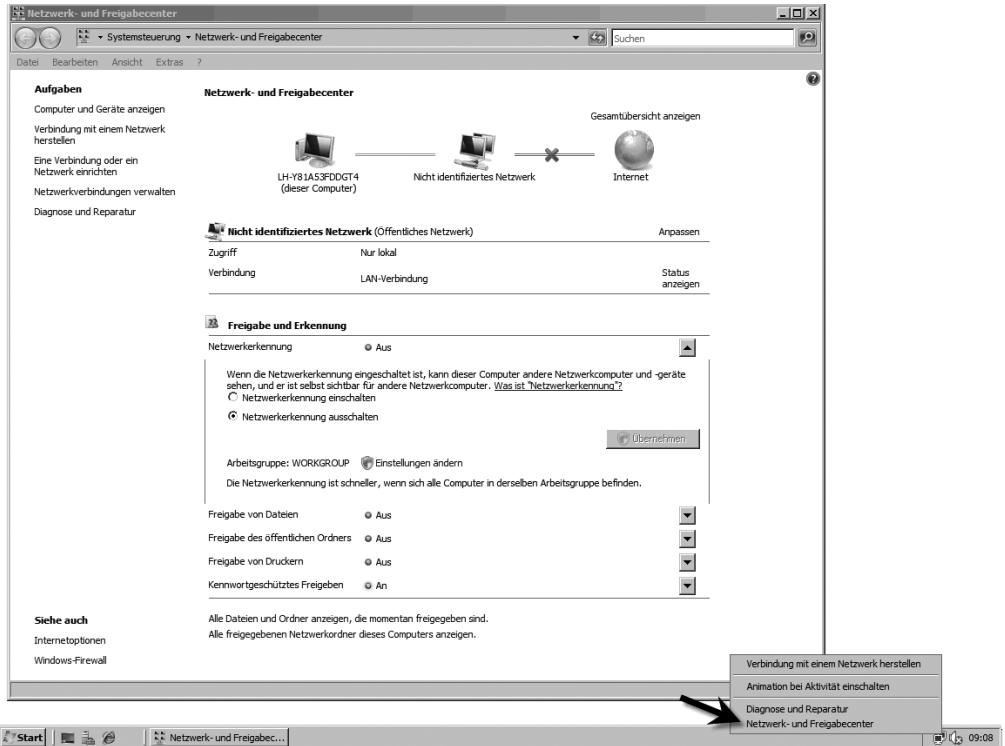 Netzwerk- und Freigabecenter
Systemsteuerung Netzwerk- und Freigabecenter
Suchen
Datei Bearbeiten Ansicht Extras ?
Aufgaben
Computer und Geräte anzeigen
Verbindung mit einem Netzwerk
herstellen
Eine Verbindung oder ein
Netzwerk einrichten
Netzwerkverbindungen verwalten
Diagnose und Reparatur
Netzwerk- und Freigabecenter
Gesamtübersicht anzeigen
LH-Y81A53FDDGT4
(dieser Computer)
Nicht identifiziertes Netzwerk
Internet
Nicht identifiziertes Netzwerk (Öffentliches Netzwerk) Anpassen
Zugriff Nur lokal
Verbindung LAN-Verbindung Status
anzeigen
Freigabe und Erkennung
Netzwerkerkennung Aus
Wenn die Netzwerkerkennung eingeschaltet ist, kann dieser Computer andere Netzwerkcomputer und -geräte
sehen, und er ist selbst sichtbar für andere Netzwerkcomputer. Was ist "Netzwerkerkennung"?
Netzwerkerkennung einschalten
Netzwerkerkennung ausschalten
Übernehmen
Arbeitsgruppe: WORKGROUP Einstellungen ändern
Die Netzwerkerkennung ist schneller, wenn sich alle Computer in derselben Arbeitsgruppe befinden.
Freigabe von Dateien Aus
Freigabe des öffentlichen Ordners Aus
Freigabe von Druckern Aus
Kennwortgeschütztes Freigeben An
Alle Dateien und Ordner anzeigen, die momentan freigegeben sind.
Alle freigegebenen Netzwerkordner dieses Computers anzeigen.
Siehe auch
Internetoptionen
Windows-Firewall
Verbindung mit einem Netzwerk herstellen
Animation bei Aktivität einschalten
Diagnose und Reparatur
Netzwerk- und Freigabecenter
Start Netzwerk- und Freigabec... 09:08